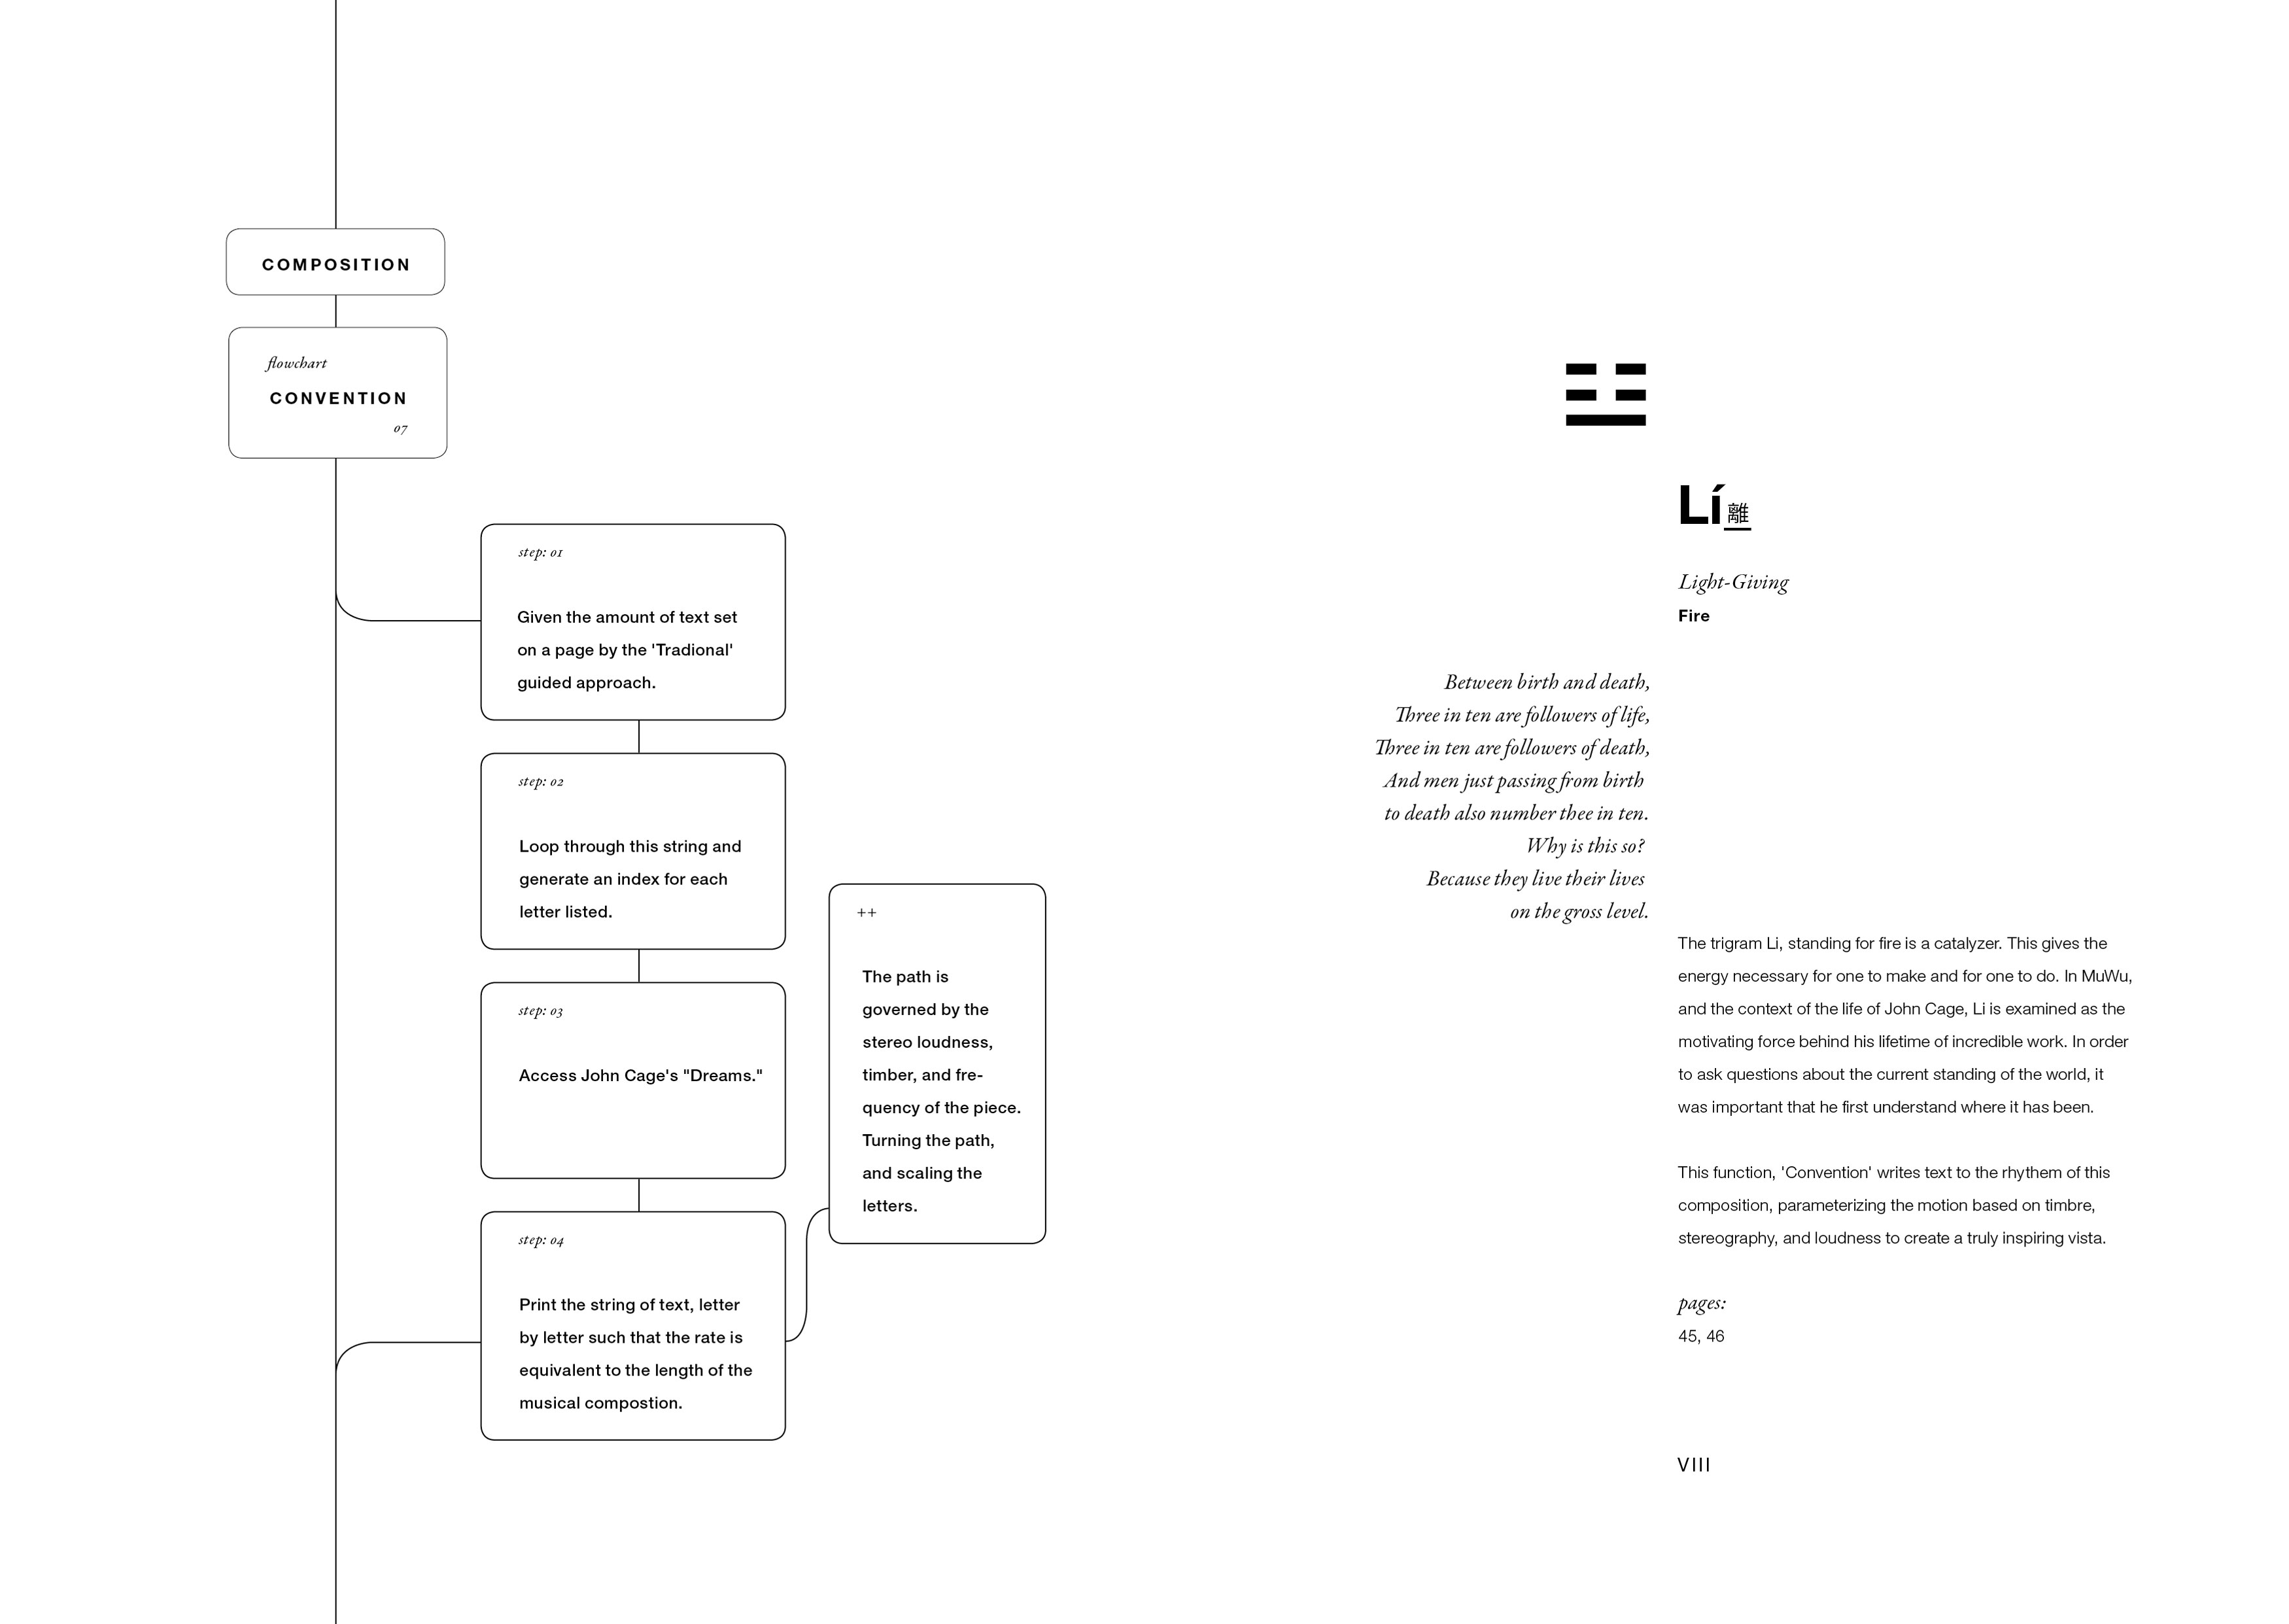 COMPOSITION
flowchart
CONVENTION
07
step: 01
Given the amount of text set
on a page by the 'Tradional'
guided approach.
step: 02
Loop through this string and
generate an index for each
letter listed.
step: 03
Access John Cage's "Dreams."
step: 04
Print the string of text, letter
by letter such that the rate is
equivalent to the length of the
musical compostion.
++
The path is
governed by the
stereo loudness,
timber, and fre-
quency of the piece.
Turning the path,
and scaling the
letters.
Lí 離
Light-Giving
Fire
Between birth and death,
Three in ten are followers of life,
Three in ten are followers of death,
And men just passing from birth
to death also number thee in ten.
Why is this so?
Because they live their lives
on the gross level.
The trigram Li, standing for fire is a catalyzer. This gives the
energy necessary for one to make and for one to do. In MuWu,
and the context of the life of John Cage, Li is examined as the
motivating force behind his lifetime of incredible work. In order
to ask questions about the current standing of the world, it
was important that he first understand where it has been.
This function, 'Convention' writes text to the rhythem of this
composition, parameterizing the motion based on timbre,
stereography, and loudness to create a truly inspiring vista.
pages:
45, 46
VIII